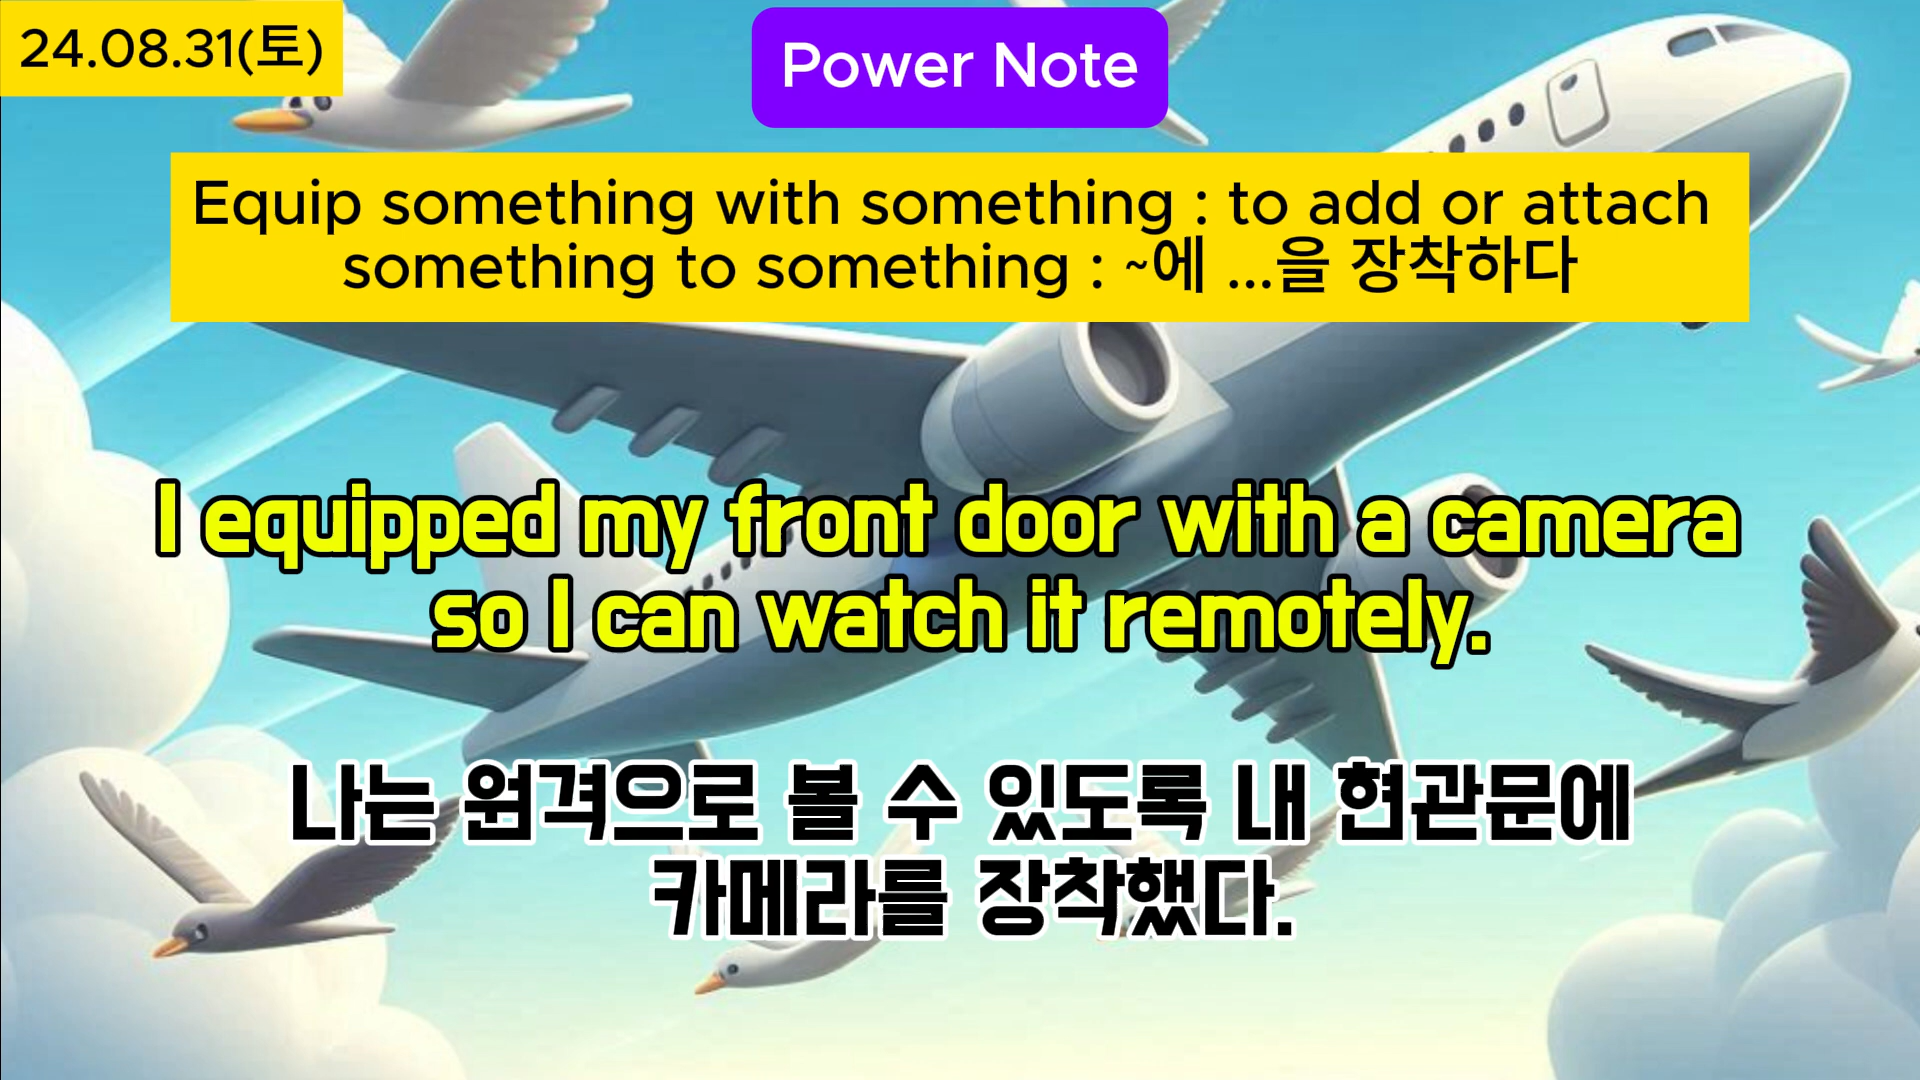 24.08.31(토)
Power Note
Equip something with something : to add or attach
something to something : ~에 ...을 장착하다
I equipped my front door with a camera
so I can watch it remotely.
나는 원격으로 볼 수 있도록 내 현관문에
카메라를 장착했다.